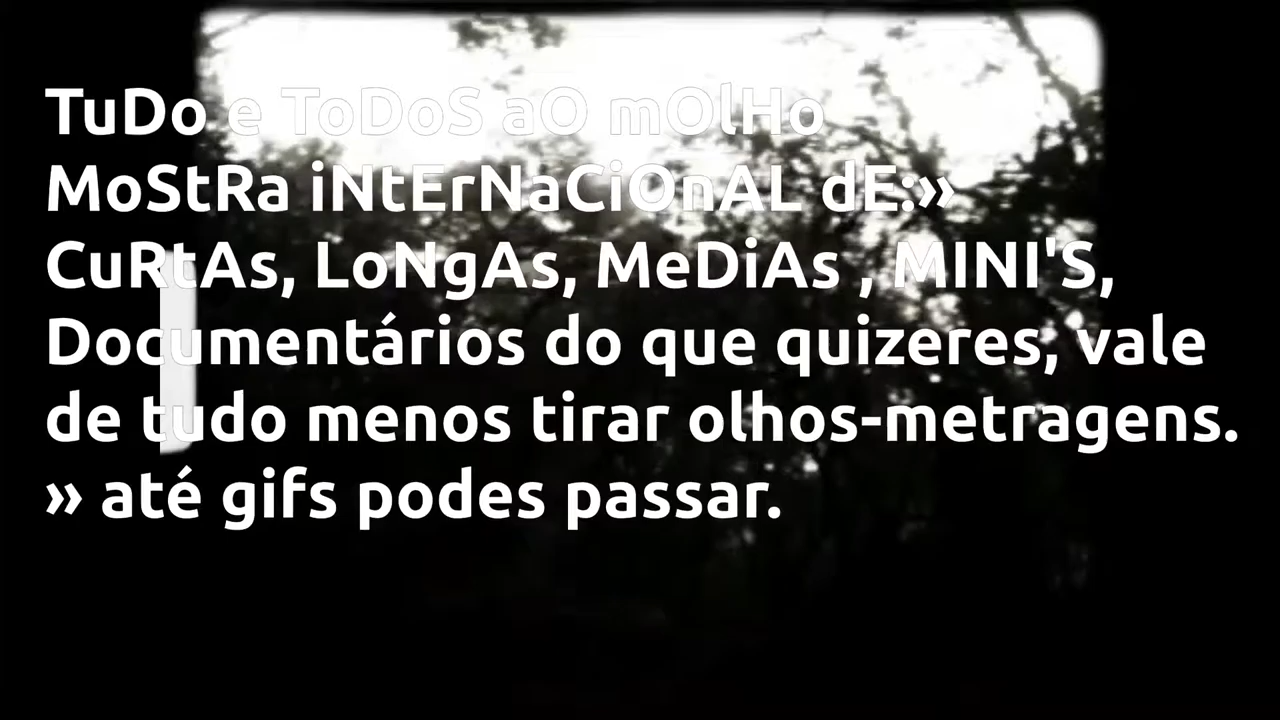 TuDo e ToDoS aO mOlHo
MoStRa iNtErNaCiOnAL dE:»
CuRtAs, LoNgAs, MeDiAs , MINI'S,
Documentários do que quizeres, vale
de tudo menos tirar olhos-metragens.
» até gifs podes passar.